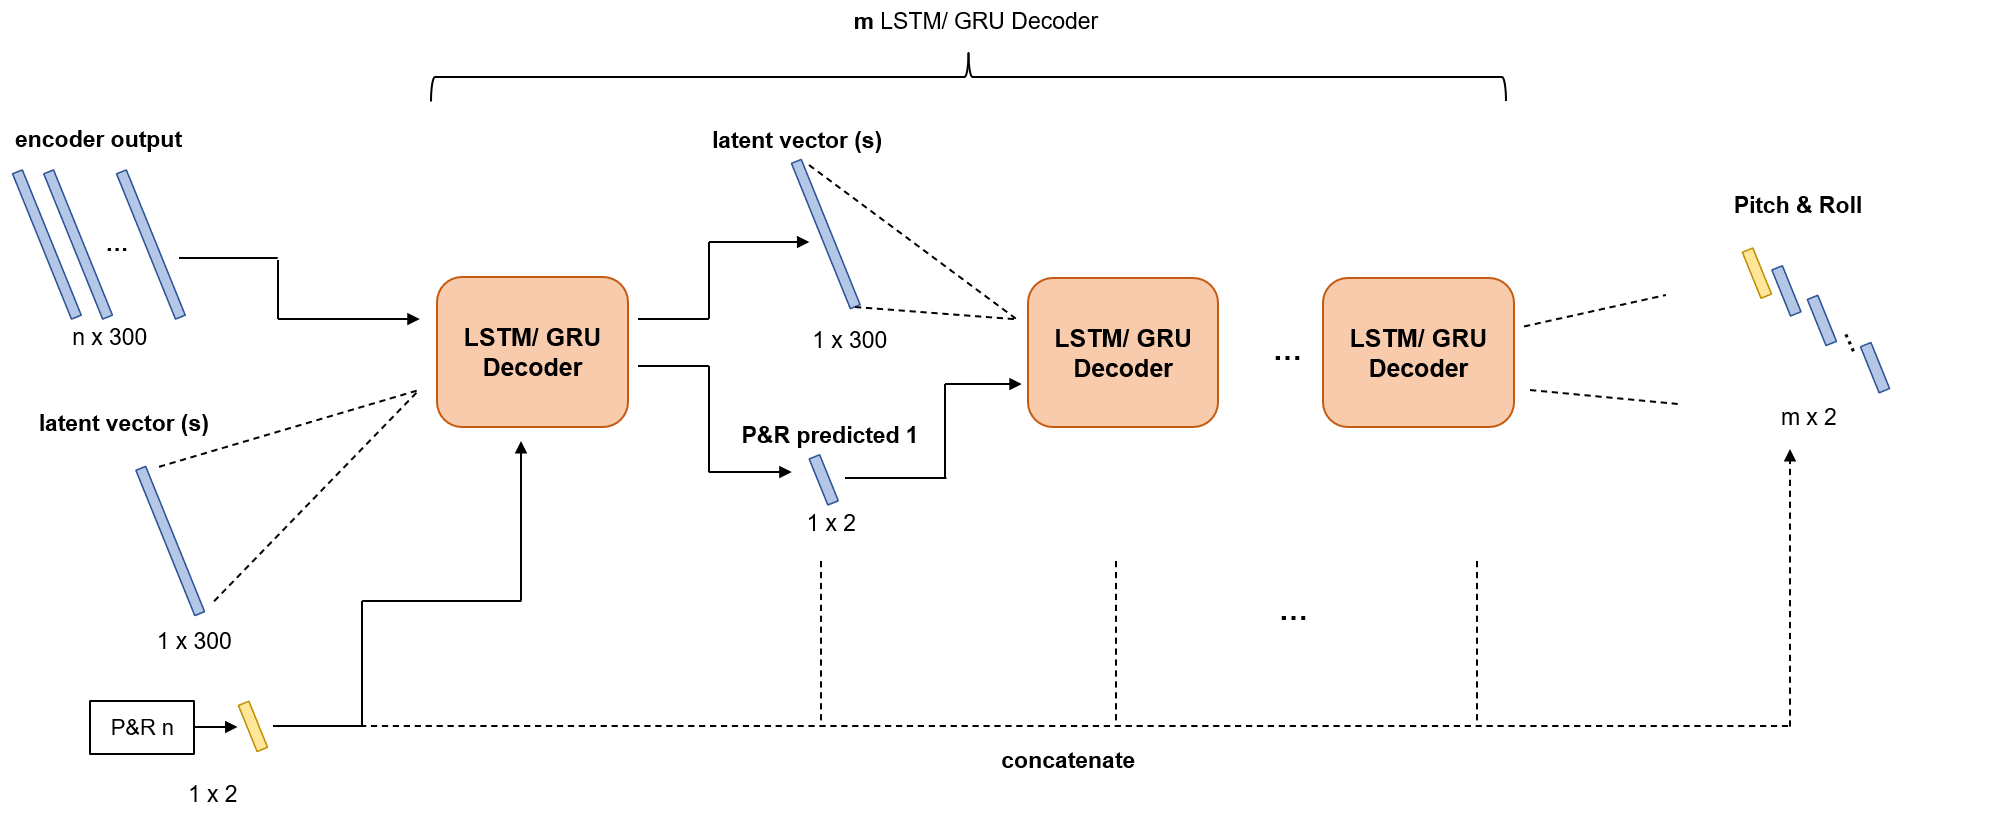 m LSTM/ GRU Decoder
encoder output
...
n x 300
latent vector (s)
1 x 300
P&R n
1 x 2
LSTM/ GRU
Decoder
latent vector (s)
1 x 300
P&R predicted 1
1 x 2
LSTM/ GRU
Decoder
...
LSTM/ GRU
Decoder
...
concatenate
Pitch & Roll
...
m x 2